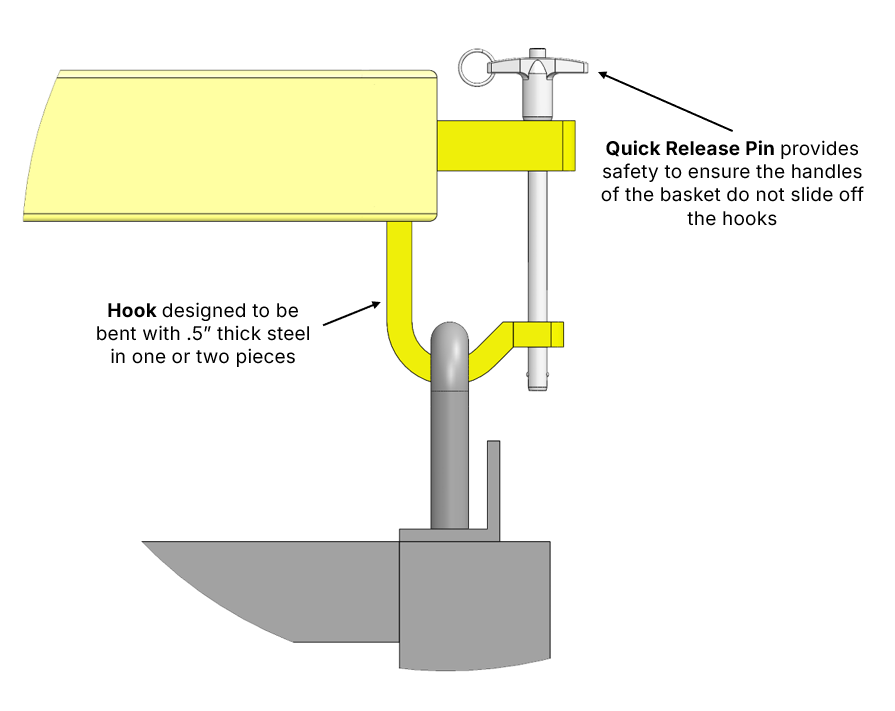 Quick Release Pin provides
safety to ensure the handles
of the basket do not slide off
the hooks
Hook designed to be
bent with .5” thick steel
in one or two pieces